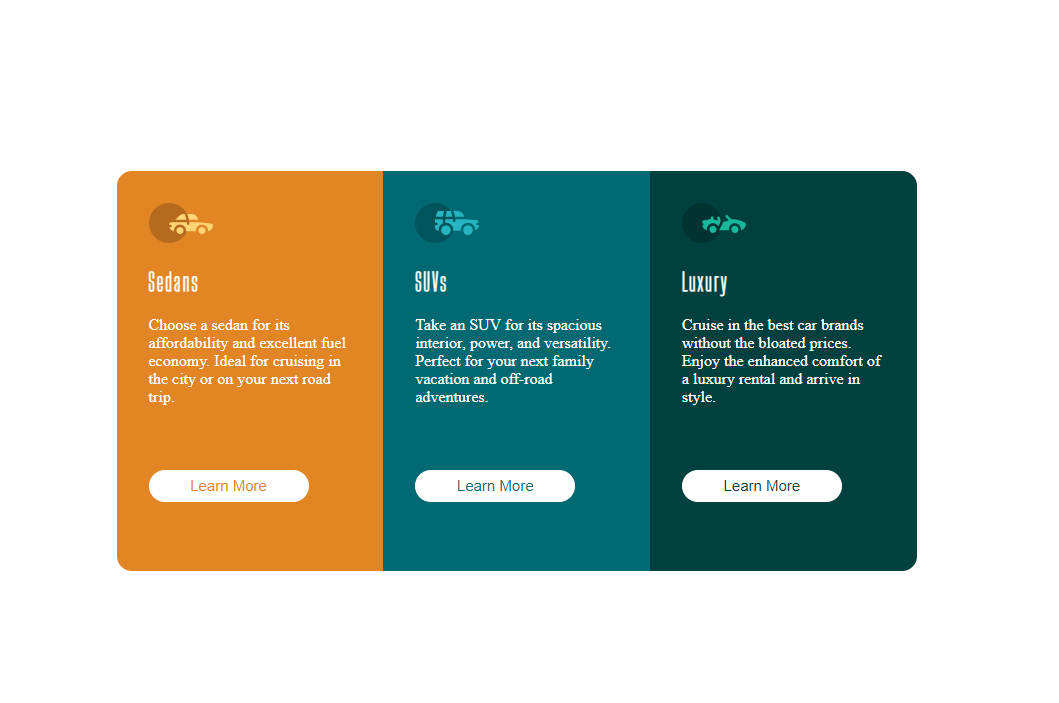 Sedans
Choose a sedan for its
affordability and excellent fuel
economy. Ideal for cruising in
the city or on your next road
trip.
Learn More
SUVs
Take an SUV for its spacious
interior, power, and versatility.
Perfect for your next family
vacation and off-road
adventures.
Learn More
Luxury
Cruise in the best car brands
without the bloated prices.
Enjoy the enhanced comfort of
a luxury rental and arrive in
style.
Learn More